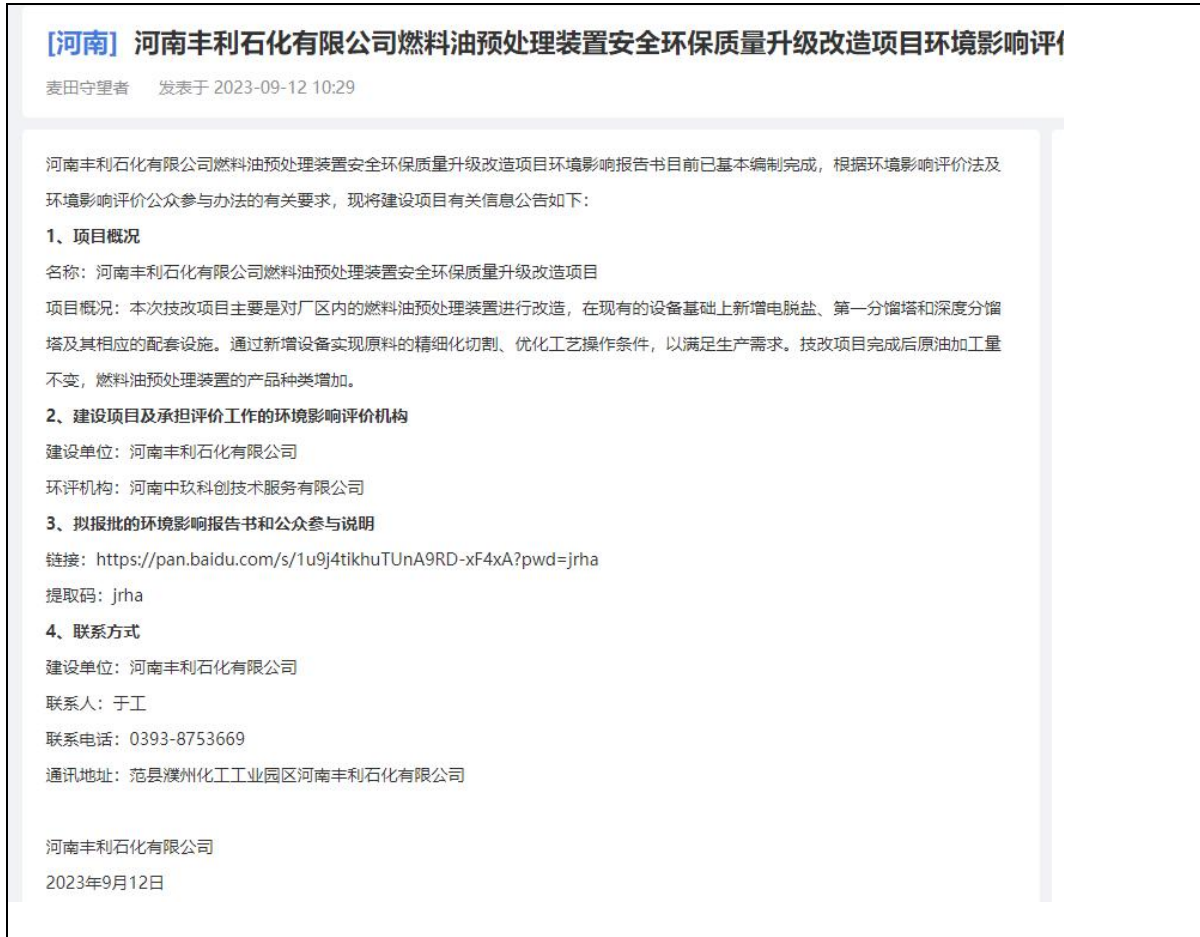 [河南] 河南丰利石化有限公司燃料油预处理装置安全环保质量升级改造项目环境影响评
麦田守望者 发表于 2023-09-12 10:29
河南丰利石化有限公司燃料油预处理装置安全环保质量升级改造项目环境影响报告书目前已基本编制完成，根据环境影响评价法及
环境影响评价公众参与办法的有关要求，现将建设项目有关信息公告如下：
1、项目概况
名称：河南丰利石化有限公司燃料油预处理装置安全环保质量升级改造项目
项目概况：本次技改项目主要是对厂区内的燃料油预处理装置进行改造，在现有的设备基础上新增电脱盐、第一分馏塔和深度分馏
塔及其相应的配套设施。通过新增设备实现原料的精细化切割、优化工艺操作条件，以满足生产需求。技改项目完成后原油加工量
不变，燃料油预处理装置的产品种类增加。
2、建设项目及承担评价工作的环境影响评价机构
建设单位：河南丰利石化有限公司
环评机构：河南中玖科创技术服务有限公司
3、拟报批的环境影响报告书和公众参与说明
链接：https://pan.baidu.com/s/1u9j4tikhuTUnA9RD-xF4xA?pwd=jrha
提取码：jrha
4、联系方式
建设单位：河南丰利石化有限公司
联系人：于工
联系电话：0393-8753669
通讯地址：范县濮州化工工业园区河南丰利石化有限公司
河南丰利石化有限公司
2023年9月12日